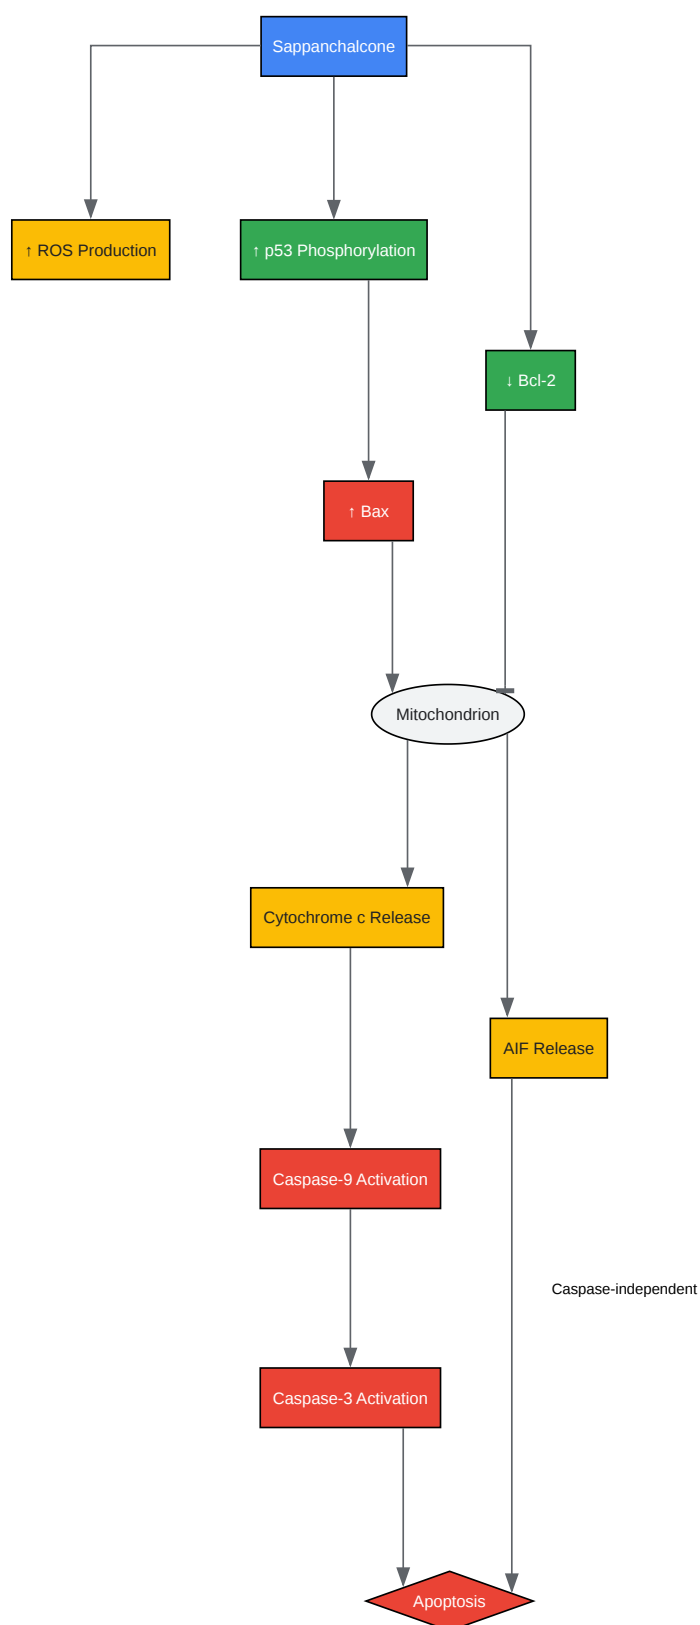 Sappanchalcone
↑ ROS Production
↑ p53 Phosphorylation
↓ Bcl-2
↑ Bax
Mitochondrion
Cytochrome c Release
AIF Release
Caspase-9 Activation
Caspase-independent
Caspase-3 Activation
Apoptosis